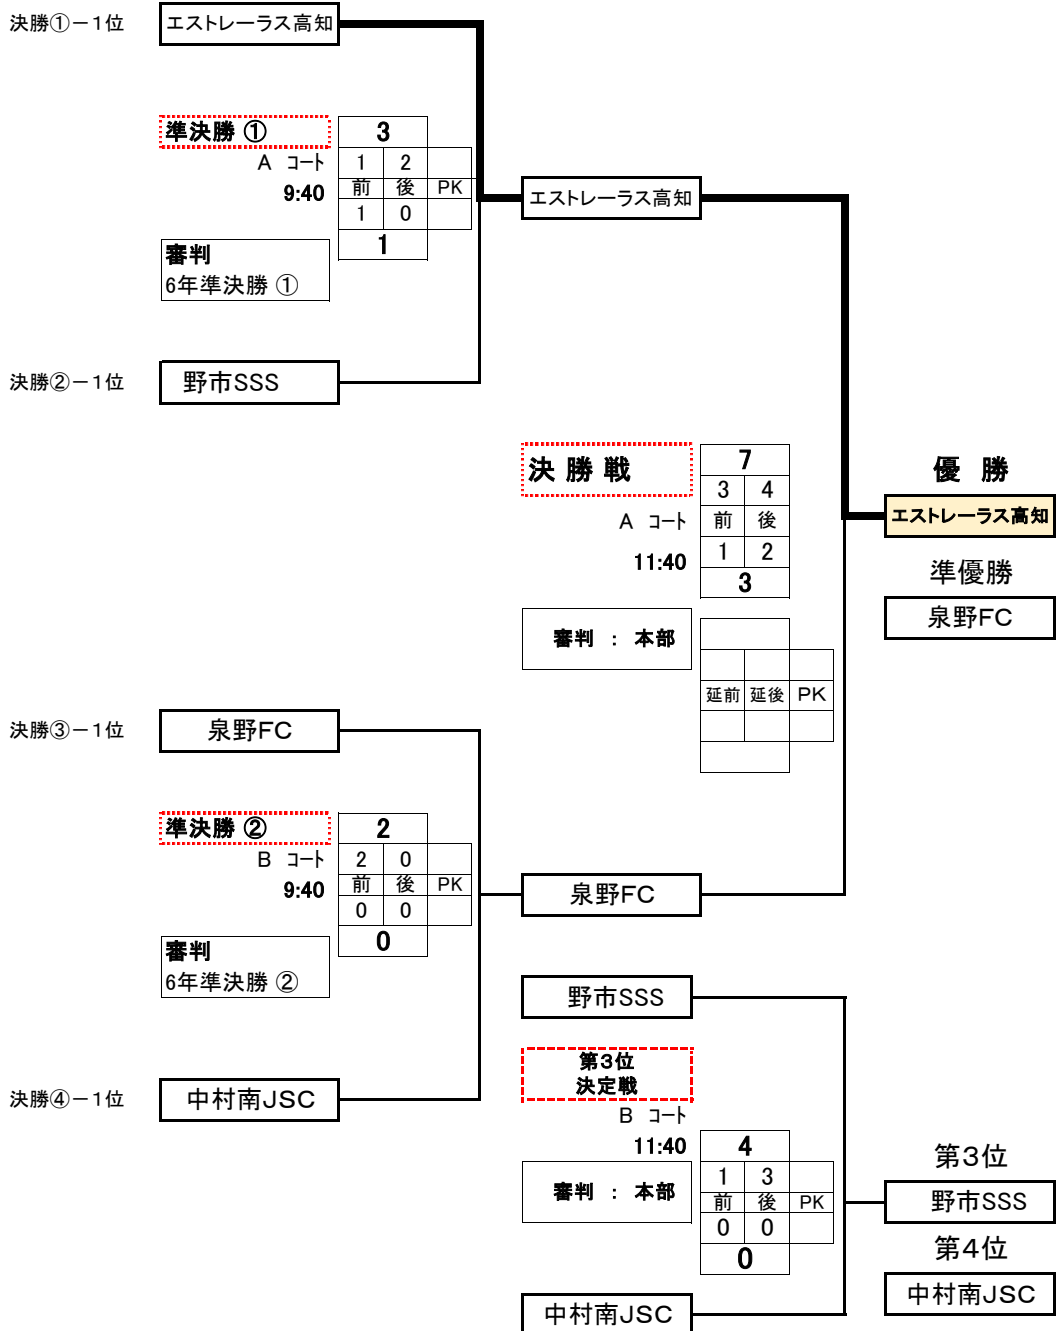 決勝①－１位
エストレーラス高知
準決勝 ①
3
A コート
1 2
9:40
前 後 PK
1 0
1
審判
6年準決勝 ①
エストレーラス高知
決勝②－１位
野市SSS
決 勝 戦
7
3 4
A コート
前 後
11:40
1 2
3
審判 : 本部
延前 延後 PK
優 勝
エストレーラス高知
準優勝
泉野FC
決勝③－１位
泉野FC
準決勝 ②
2
B コート
2 0
9:40
前 後 PK
0 0
0
審判
6年準決勝 ②
泉野FC
決勝④－１位
中村南JSC
野市SSS
第３位
決定戦
B コート
11:40
4
審判 : 本部
1 3
前 後 PK
0 0
0
中村南JSC
第３位
野市SSS
第４位
中村南JSC